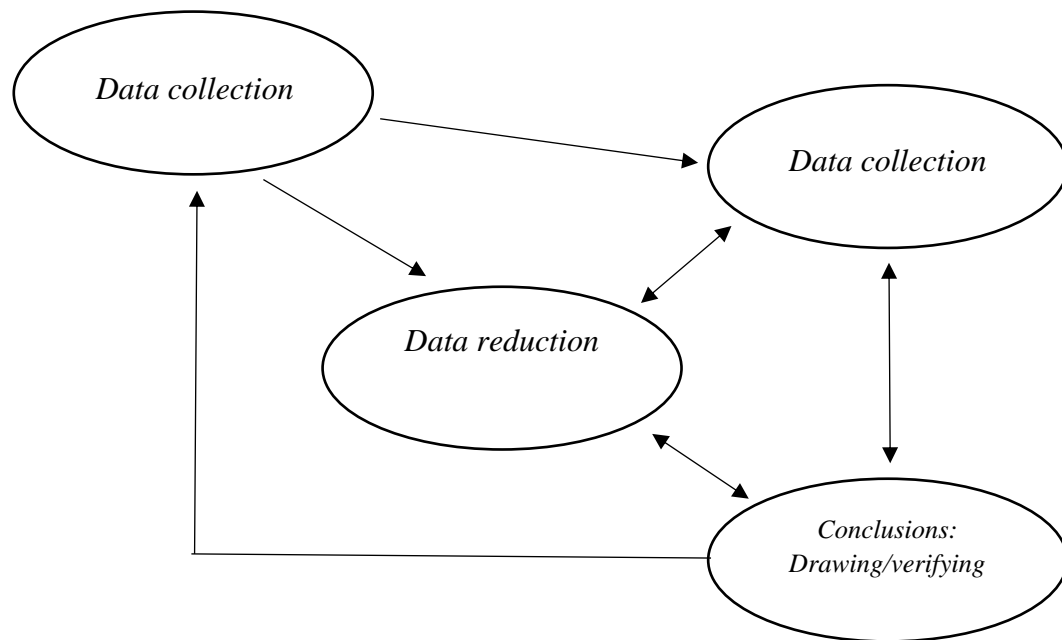 Data collection
Data collection
Data reduction
Conclusions:
Drawing/verifying